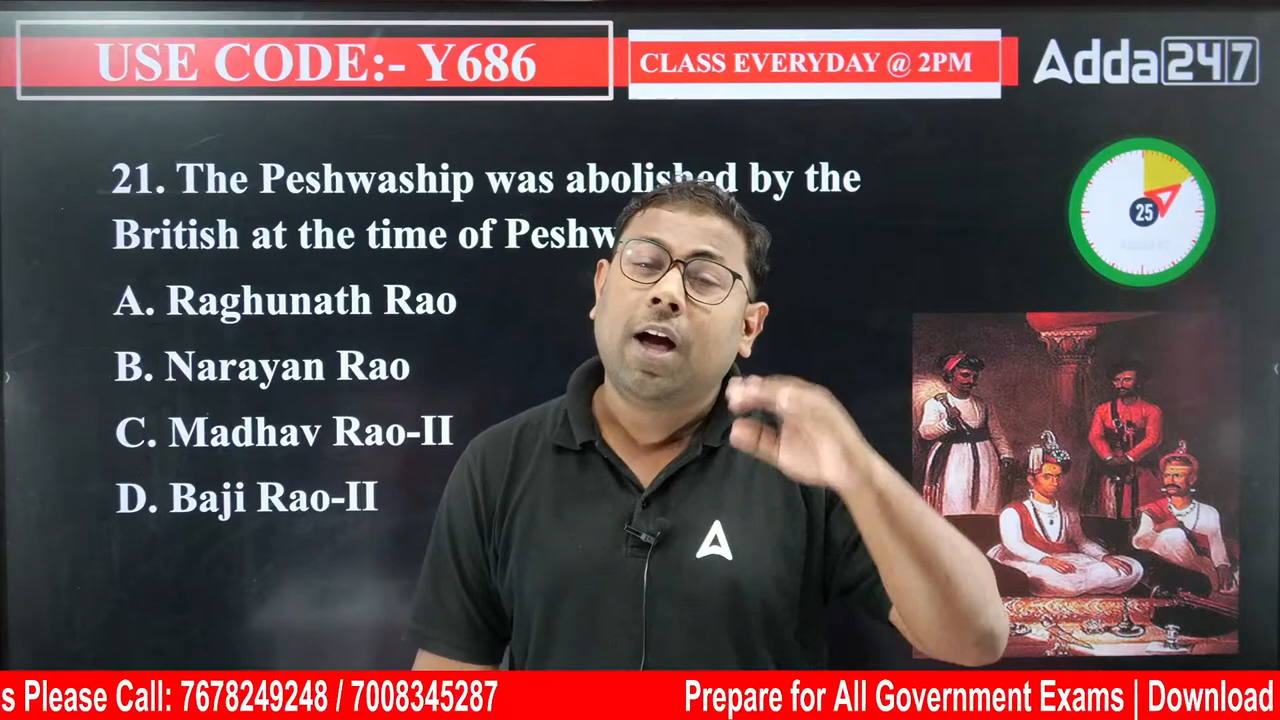 USE CODE:- Y686
CLASS EVERYDAY @ 2PM
Adda247
21. The Peshwaship was abolished by the
British at the time of
A. Raghunath Rao
B. Narayan Rao
C. Madhav Rao-II
D. Baji Rao-II
25
s Please Call: 7678249248 / 7008345287
Prepare for All Government Exams | Download